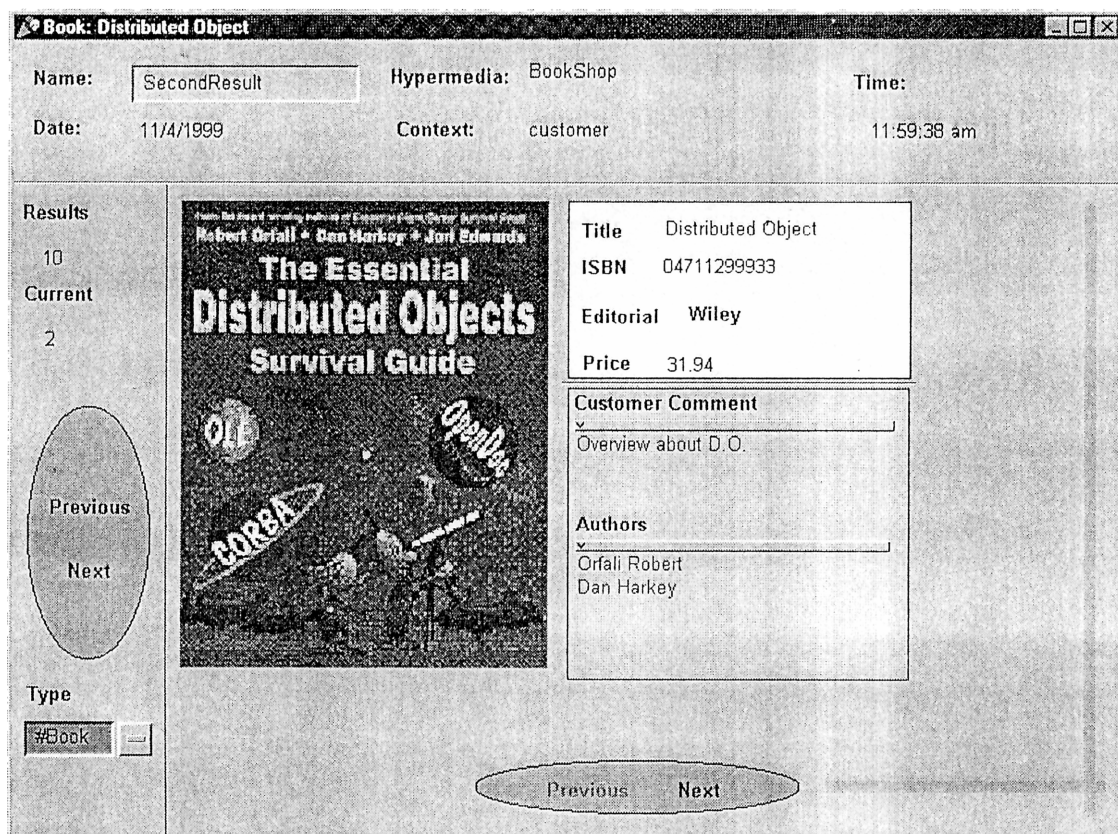 Book: Distributed Object
Name: SecondResult Hypermedia: BookShop Time:
Date: 11/4/1999 Context: customer 11:59:38 am
Results
10
Current
2
Previous
Next
Type
#Book
Robert Orfali • Dan Harkey • Jeri Edwards
The Essential
Distributed Objects
Survival Guide
OLE
OpenDoc
CORBA
Title Distributed Object
ISBN 04711299933
Editorial Wiley
Price 31.94
Customer Comment
Overview about D.O.
Authors
Orfali Robert
Dan Harkey
Previous Next